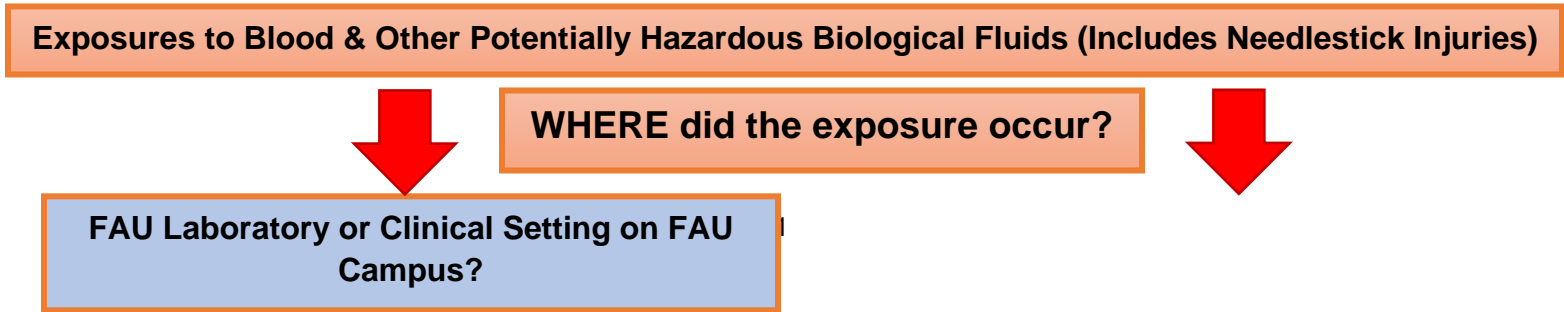 Exposures to Blood & Other Potentially Hazardous Biological Fluids (Includes Needlestick Injuries)
WHERE did the exposure occur?
FAU Laboratory or Clinical Setting on FAU
Campus?